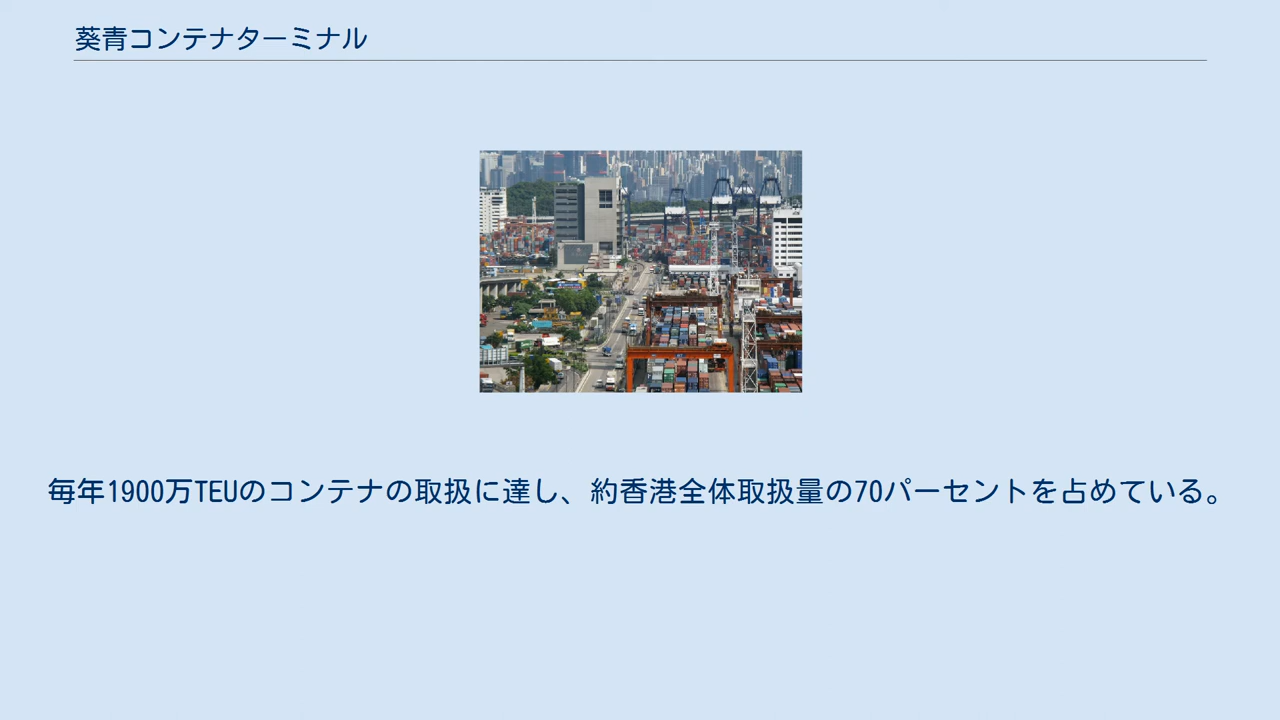 葵青コンテナターミナル
毎年1900万TEUのコンテナの取扱に達し、約香港全体取扱量の70パーセントを占めている。